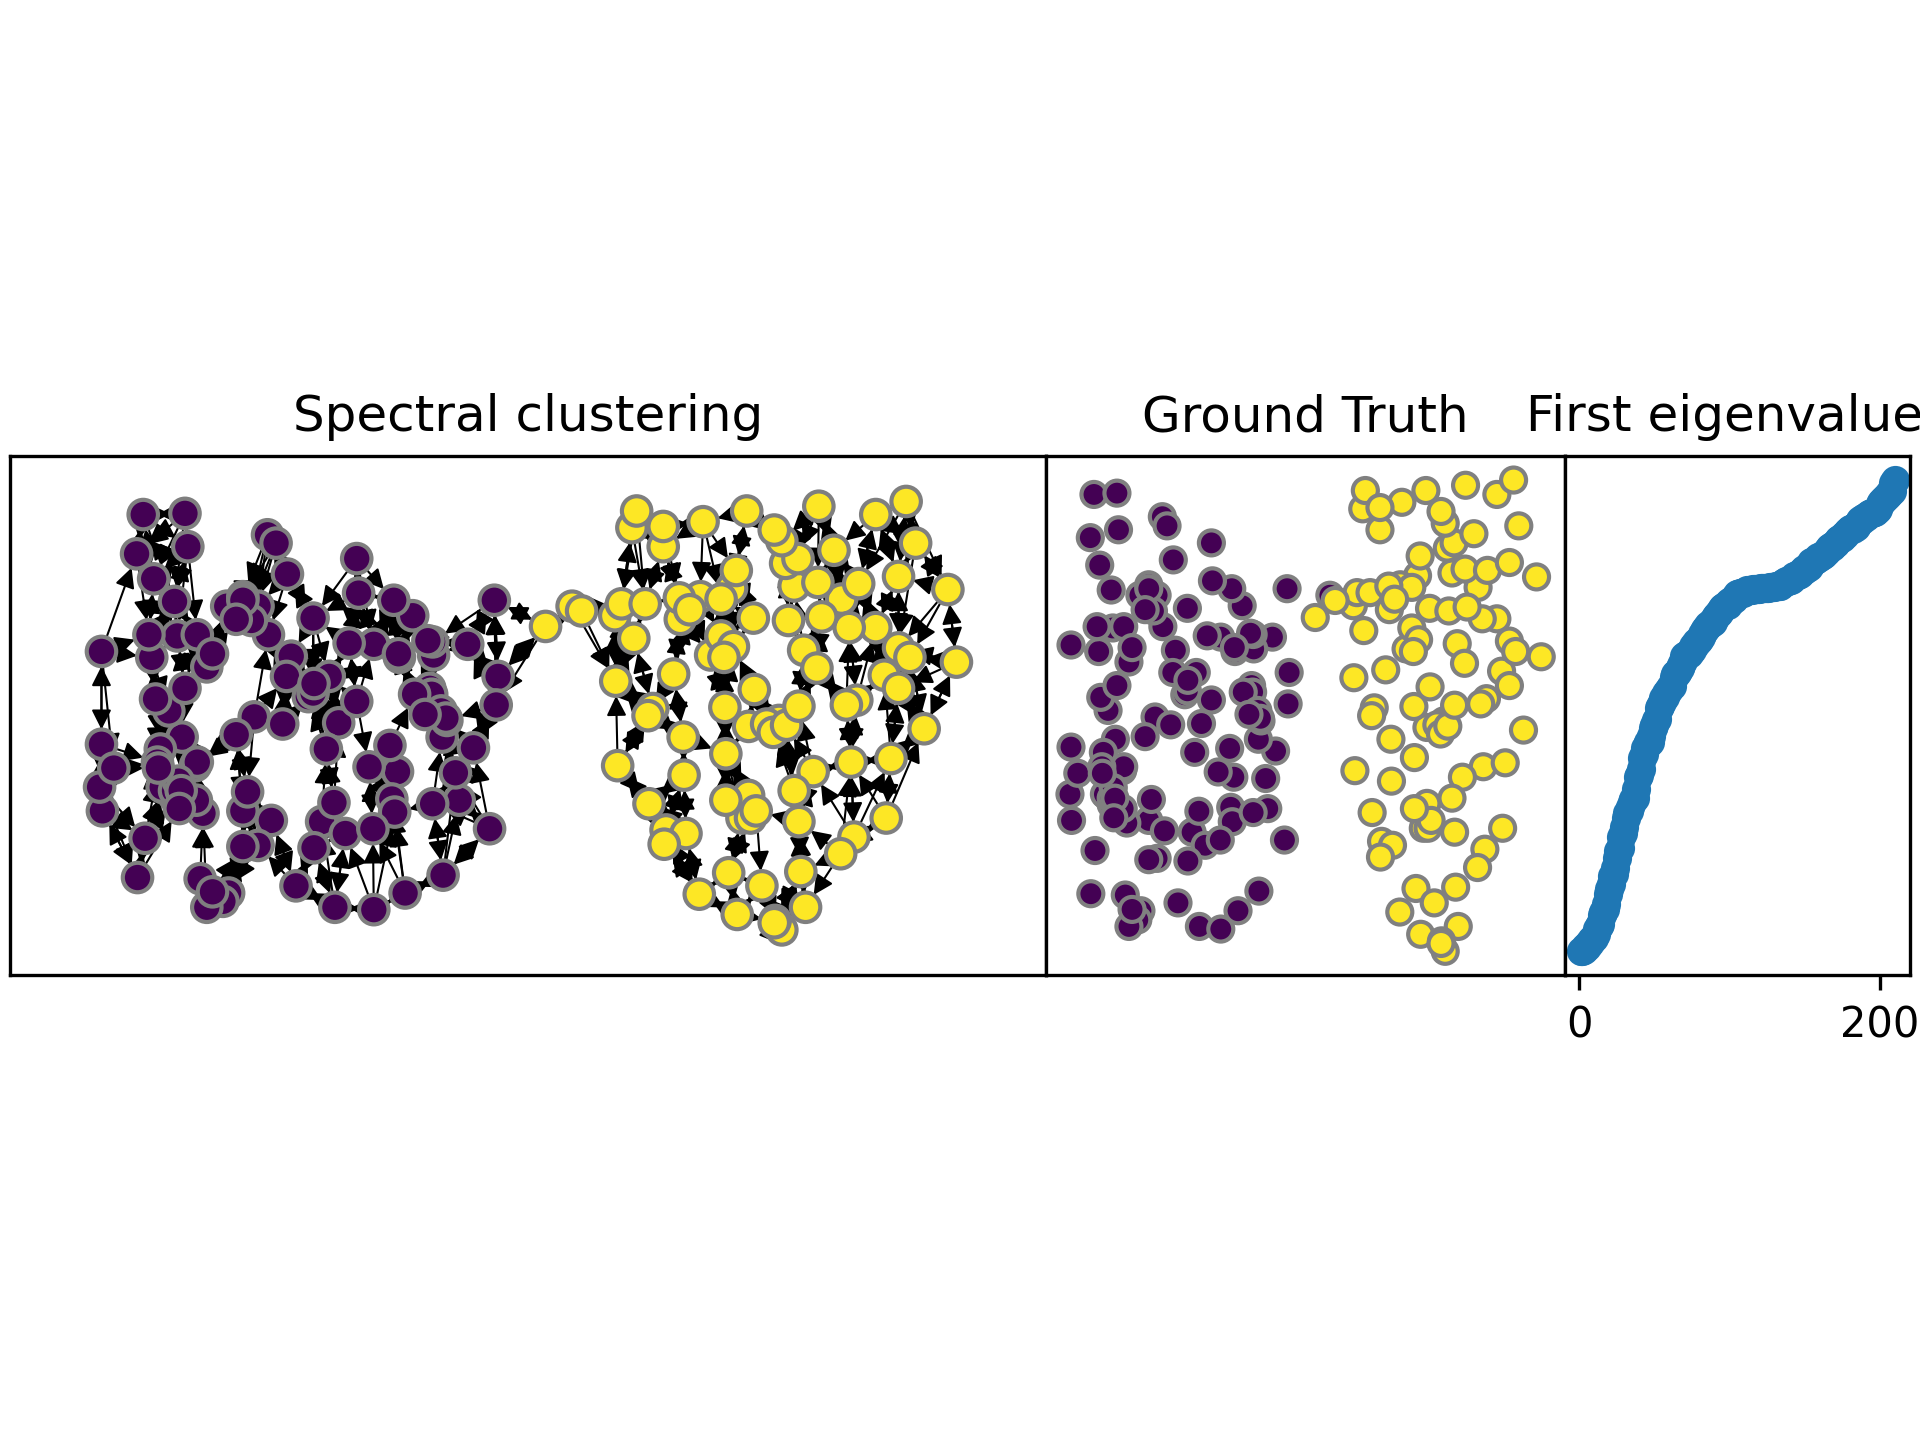 Spectral clustering
Ground Truth
First eigenvalue
0
200